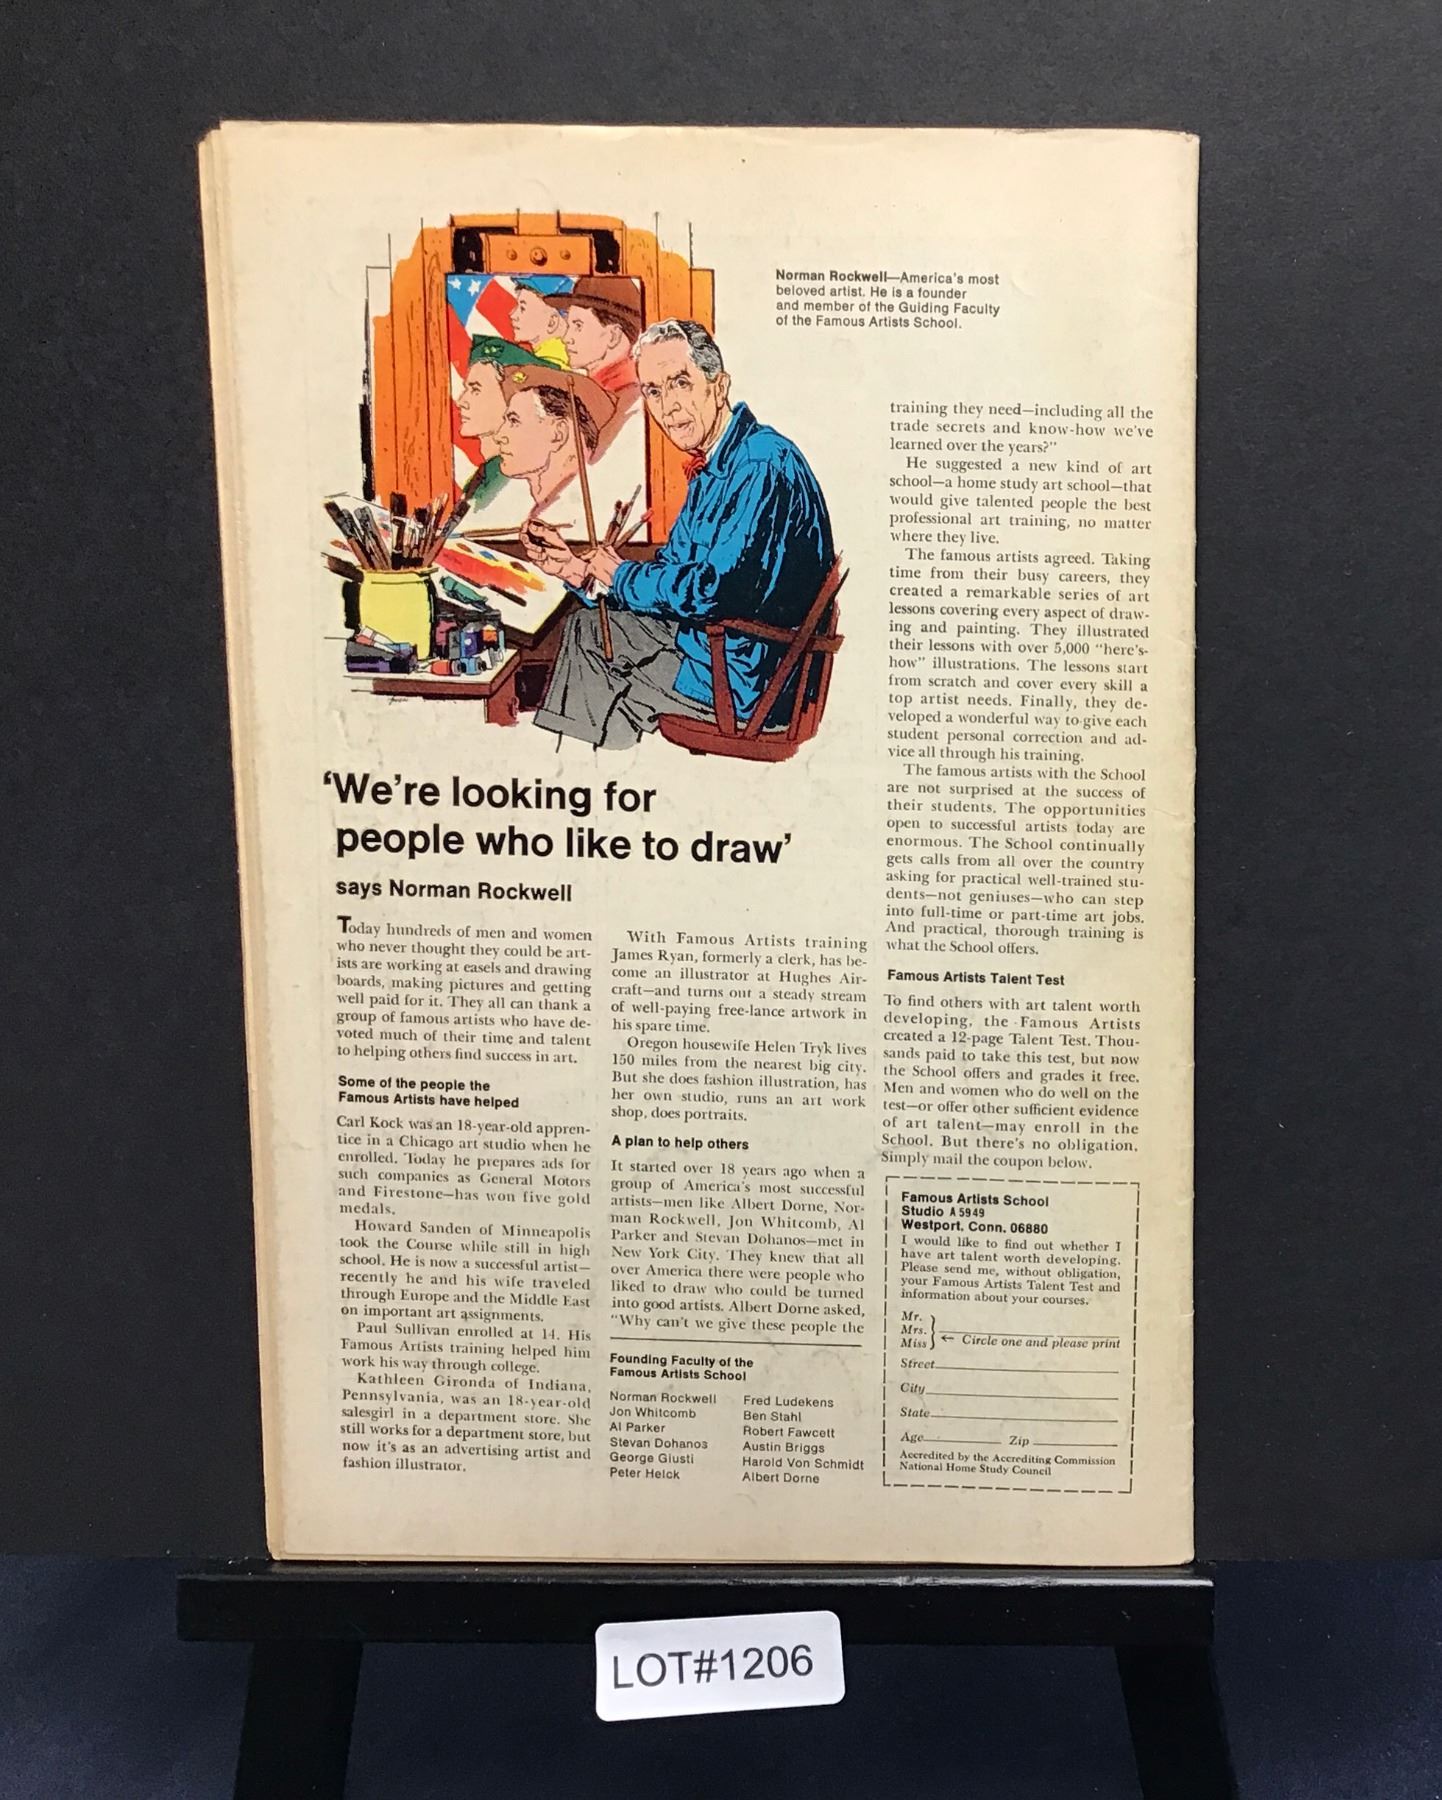 Norman Rockwell—America's most
beloved artist. He is a founder
and member of the Guiding Faculty
of the Famous Artists School.
'We're looking for
people who like to draw'
says Norman Rockwell
Today hundreds of men and women
who never thought they could be art-
ists are working at easels and drawing
boards, making pictures and getting
well paid for it. They all can thank a
group of famous artists who have de-
voted much of their time and talent
to helping others find success in art.
Some of the people the
Famous Artists have helped
Carl Kock was an 18-year-old appren-
tice in a Chicago art studio when he
enrolled. Today he prepares ads for
such companies as General Motors
and Firestone—has won five gold
medals.
Howard Sanden of Minneapolis
took the Course while still in high
school. He is now a successful artist—
recently he and his wife traveled
through Europe and the Middle East
on important art assignments.
Paul Sullivan enrolled at 14. His
Famous Artists training helped him
work his way through college.
Kathleen Gironda of Indiana,
Pennsylvania, was an 18-year-old
salesgirl in a department store. She
still works for a department store, but
now it's as an advertising artist and
fashion illustrator.
With Famous Artists training
James Ryan, formerly a clerk, has be-
come an illustrator at Hughes Air-
craft—and turns out a steady stream
of well-paying free-lance artwork in
his spare time.
Oregon housewife Helen Tryk lives
150 miles from the nearest big city.
But she does fashion illustration, has
her own studio, runs an art work
shop, does portraits.
A plan to help others
It started over 18 years ago when a
group of America's most successful
artists—men like Albert Dorne, Nor-
man Rockwell, Jon Whitcomb, Al
Parker and Stevan Dohanos—met in
New York City. They knew that all
over America there were people who
liked to draw who could be turned
into good artists. Albert Dorne asked,
"Why can't we give these people the
Founding Faculty of the
Famous Artists School
Norman Rockwell
Jon Whitcomb
Al Parker
Stevan Dohanos
George Giusti
Peter Helck
Fred Ludekens
Ben Stahl
Robert Fawcett
Austin Briggs
Harold Von Schmidt
Albert Dorne
training they need—including all the
trade secrets and know-how we've
learned over the years?"
He suggested a new kind of art
school—a home study art school—that
would give talented people the best
professional art training, no matter
where they live.
The famous artists agreed. Taking
time from their busy careers, they
created a remarkable series of art
lessons covering every aspect of draw-
ing and painting. They illustrated
their lessons with over 5,000 "here's-
how" illustrations. The lessons start
from scratch and cover every skill a
top artist needs. Finally, they de-
veloped a wonderful way to give each
student personal correction and ad-
vice all through his training.
The famous artists with the School
are not surprised at the success of
their students. The opportunities
open to successful artists today are
enormous. The School continually
gets calls from all over the country
asking for practical well-trained stu-
dents—not geniuses—who can step
into full-time or part-time art jobs.
And practical, thorough training is
what the School offers.
Famous Artists Talent Test
To find others with art talent worth
developing, the Famous Artists
created a 12-page Talent Test. Thou-
sands paid to take this test, but now
the School offers and grades it free.
Men and women who do well on the
test—or offer other sufficient evidence
of art talent—may enroll in the
School. But there's no obligation.
Simply mail the coupon below.
Famous Artists School
Studio A 5949
Westport, Conn. 06880
I would like to find out whether I
have art talent worth developing.
Please send me, without obligation,
your Famous Artists Talent Test and
information about your courses.
Mr.
Mrs.
Miss ← Circle one and please print
Street
City
State
Age Zip
Accredited by the Accrediting Commission
National Home Study Council
LOT#1206